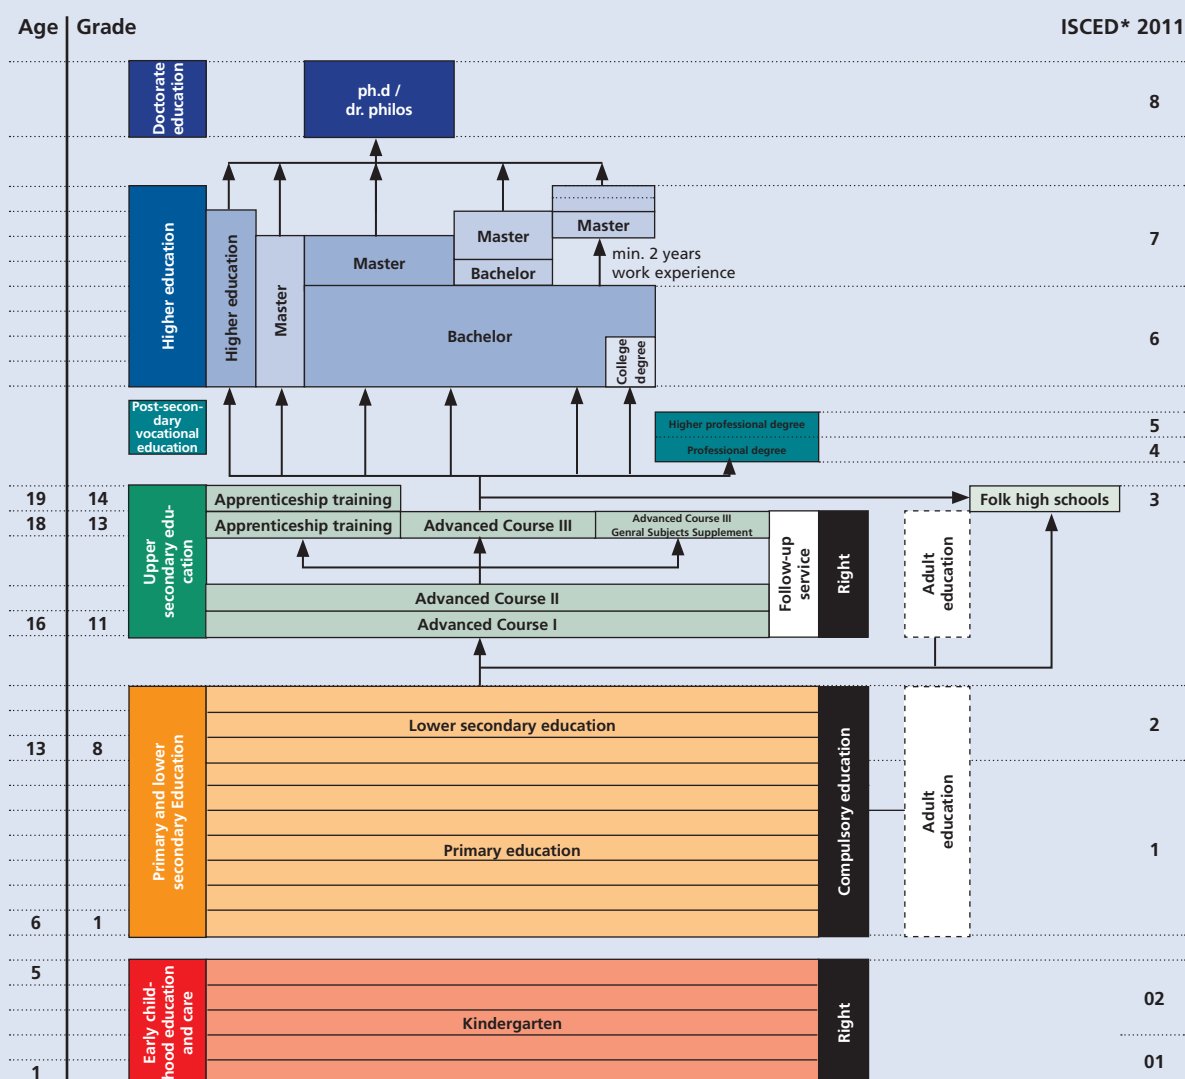 Age Grade ISCED* 2011
Doctorate
education
ph.d /
dr. philos
8
Higher education
Higher education
Master
Master
Master
Bachelor
Master
min. 2 years
work experience
7
Bachelor
College
degree
6
Post-secon-
dary
vocational
education
Higher professional degree
5
Professional degree
4
Upper
secondary edu-
cation
19 14
Apprenticeship training
Folk high schools
3
18 13
Apprenticeship training
Advanced Course III
Advanced Course III
Genral Subjects Supplement
Follow-up
service
Right
Adult
education
Advanced Course II
16 11
Advanced Course I
Primary and lower
secondary Education
Lower secondary education
2
13 8
Compulsory education
Adult
education
Primary education
1
6 1
Early child-
hood education
and care
5
02
Kindergarten
Right
01
1